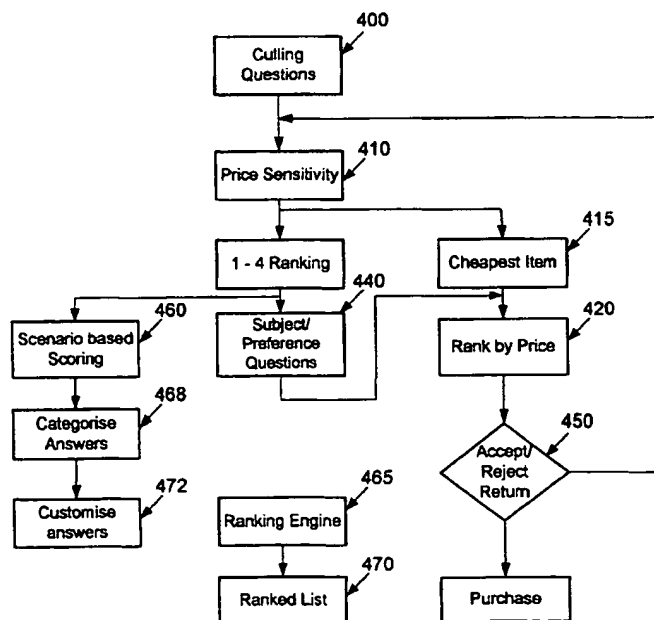 400
Culling
Questions
410
Price Sensitivity
415
1 - 4 Ranking
Cheapest Item
440
460
420
Scenario based
Scoring
Subject/
Preference
Questions
Rank by Price
468
Categorise
Answers
450
Accept/
Reject
Return
472
Customise
answers
465
Ranking Engine
470
Ranked List
Purchase